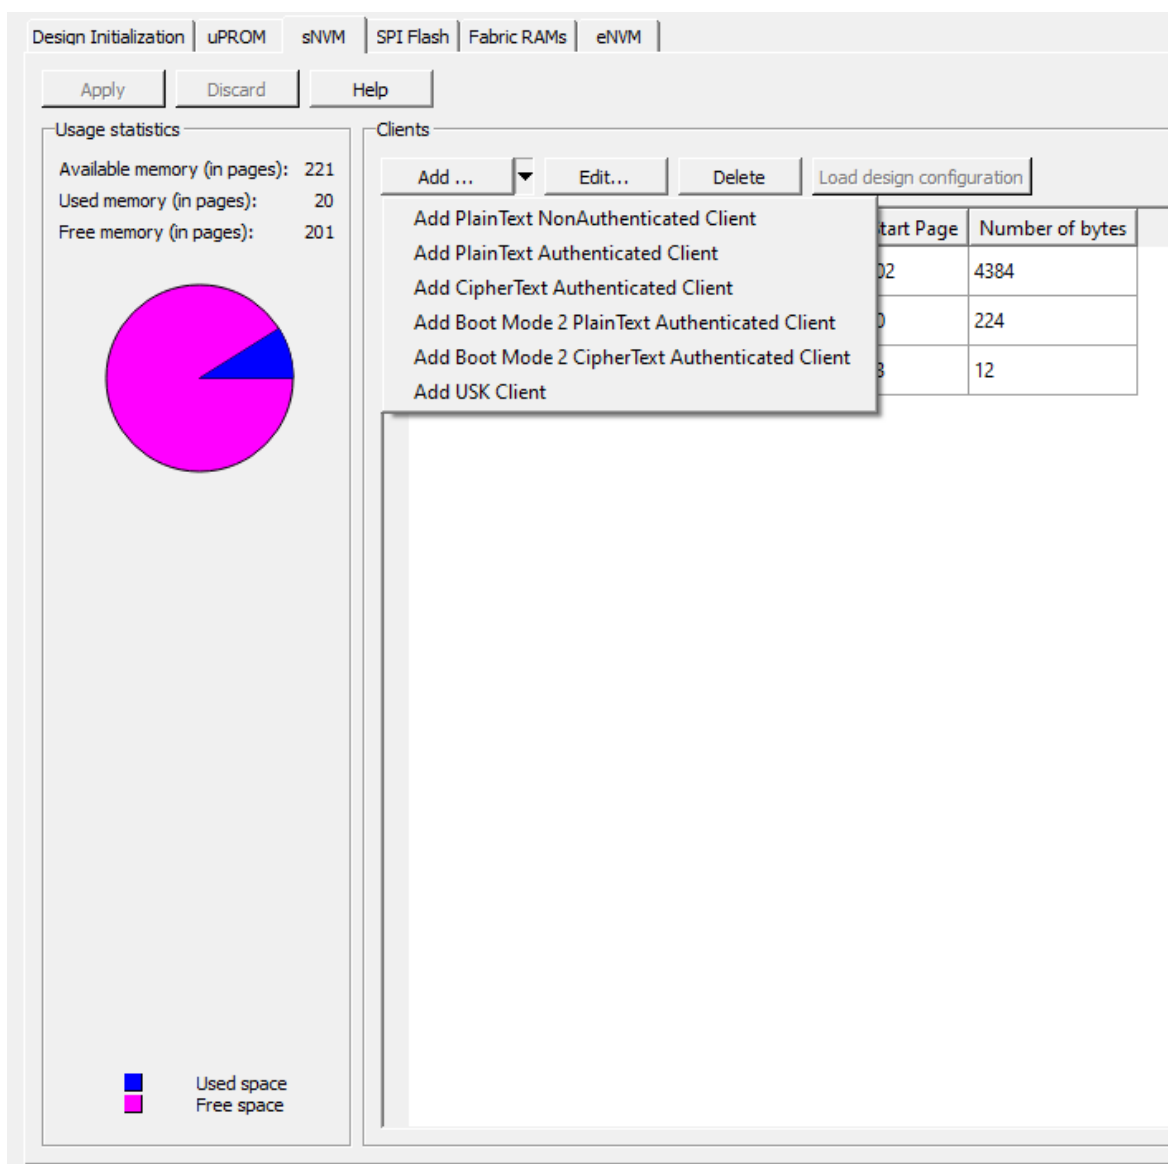 Design Initialization uPROM sNVM SPI Flash Fabric RAMs eNVM
Apply Discard Help
Usage statistics
Available memory (in pages): 221
Used memory (in pages): 20
Free memory (in pages): 201
Used space
Free space
Clients
Add ... Edit... Delete Load design configuration
Add PlainText NonAuthenticated Client
Add PlainText Authenticated Client
Add CipherText Authenticated Client
Add Boot Mode 2 PlainText Authenticated Client
Add Boot Mode 2 CipherText Authenticated Client
Add USK Client
tart Page Number of bytes
02 4384
224
12